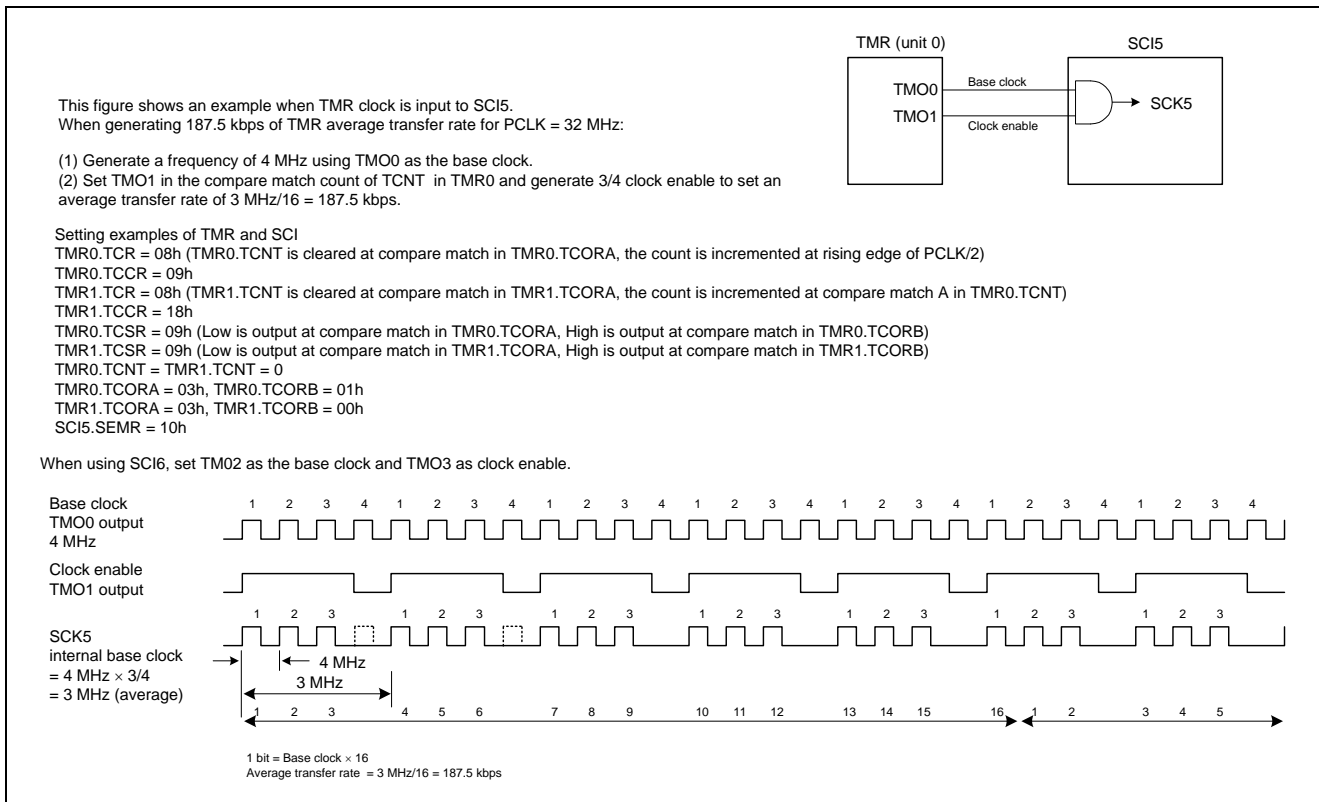 TMR (unit 0) SCI5
TMO0 Base clock
TMO1 Clock enable
SCK5
This figure shows an example when TMR clock is input to SCI5.
When generating 187.5 kbps of TMR average transfer rate for PCLK = 32 MHz:
(1) Generate a frequency of 4 MHz using TMO0 as the base clock.
(2) Set TMO1 in the compare match count of TCNT in TMR0 and generate 3/4 clock enable to set an
average transfer rate of 3 MHz/16 = 187.5 kbps.
Setting examples of TMR and SCI
TMR0.TCR = 08h (TMR0.TCNT is cleared at compare match in TMR0.TCORA, the count is incremented at rising edge of PCLK/2)
TMR0.TCCR = 09h
TMR1.TCR = 08h (TMR1.TCNT is cleared at compare match in TMR1.TCORA, the count is incremented at compare match A in TMR0.TCNT)
TMR1.TCCR = 18h
TMR0.TCSR = 09h (Low is output at compare match in TMR0.TCORA, High is output at compare match in TMR0.TCORB)
TMR1.TCSR = 09h (Low is output at compare match in TMR1.TCORA, High is output at compare match in TMR1.TCORB)
TMR0.TCNT = TMR1.TCNT = 0
TMR0.TCORA = 03h, TMR0.TCORB = 01h
TMR1.TCORA = 03h, TMR1.TCORB = 00h
SCI5.SEMR = 10h
When using SCI6, set TM02 as the base clock and TMO3 as clock enable.
Base clock 1 2 3 4 1 2 3 4 1 2 3 4 1 2 3 4 1 2 3 4 1 2 3 4 1 2 3 4
TMO0 output
4 MHz
Clock enable
TMO1 output
1 2 3 1 2 3 1 2 3 1 2 3 1 2 3 1 2 3 1 2 3
SCK5
internal base clock
= 4 MHz × 3/4
= 3 MHz (average)
4 MHz
3 MHz
1 2 3 4 5 6 7 8 9 10 11 12 13 14 15 16 1 2 3 4 5
1 bit = Base clock × 16
Average transfer rate = 3 MHz/16 = 187.5 kbps